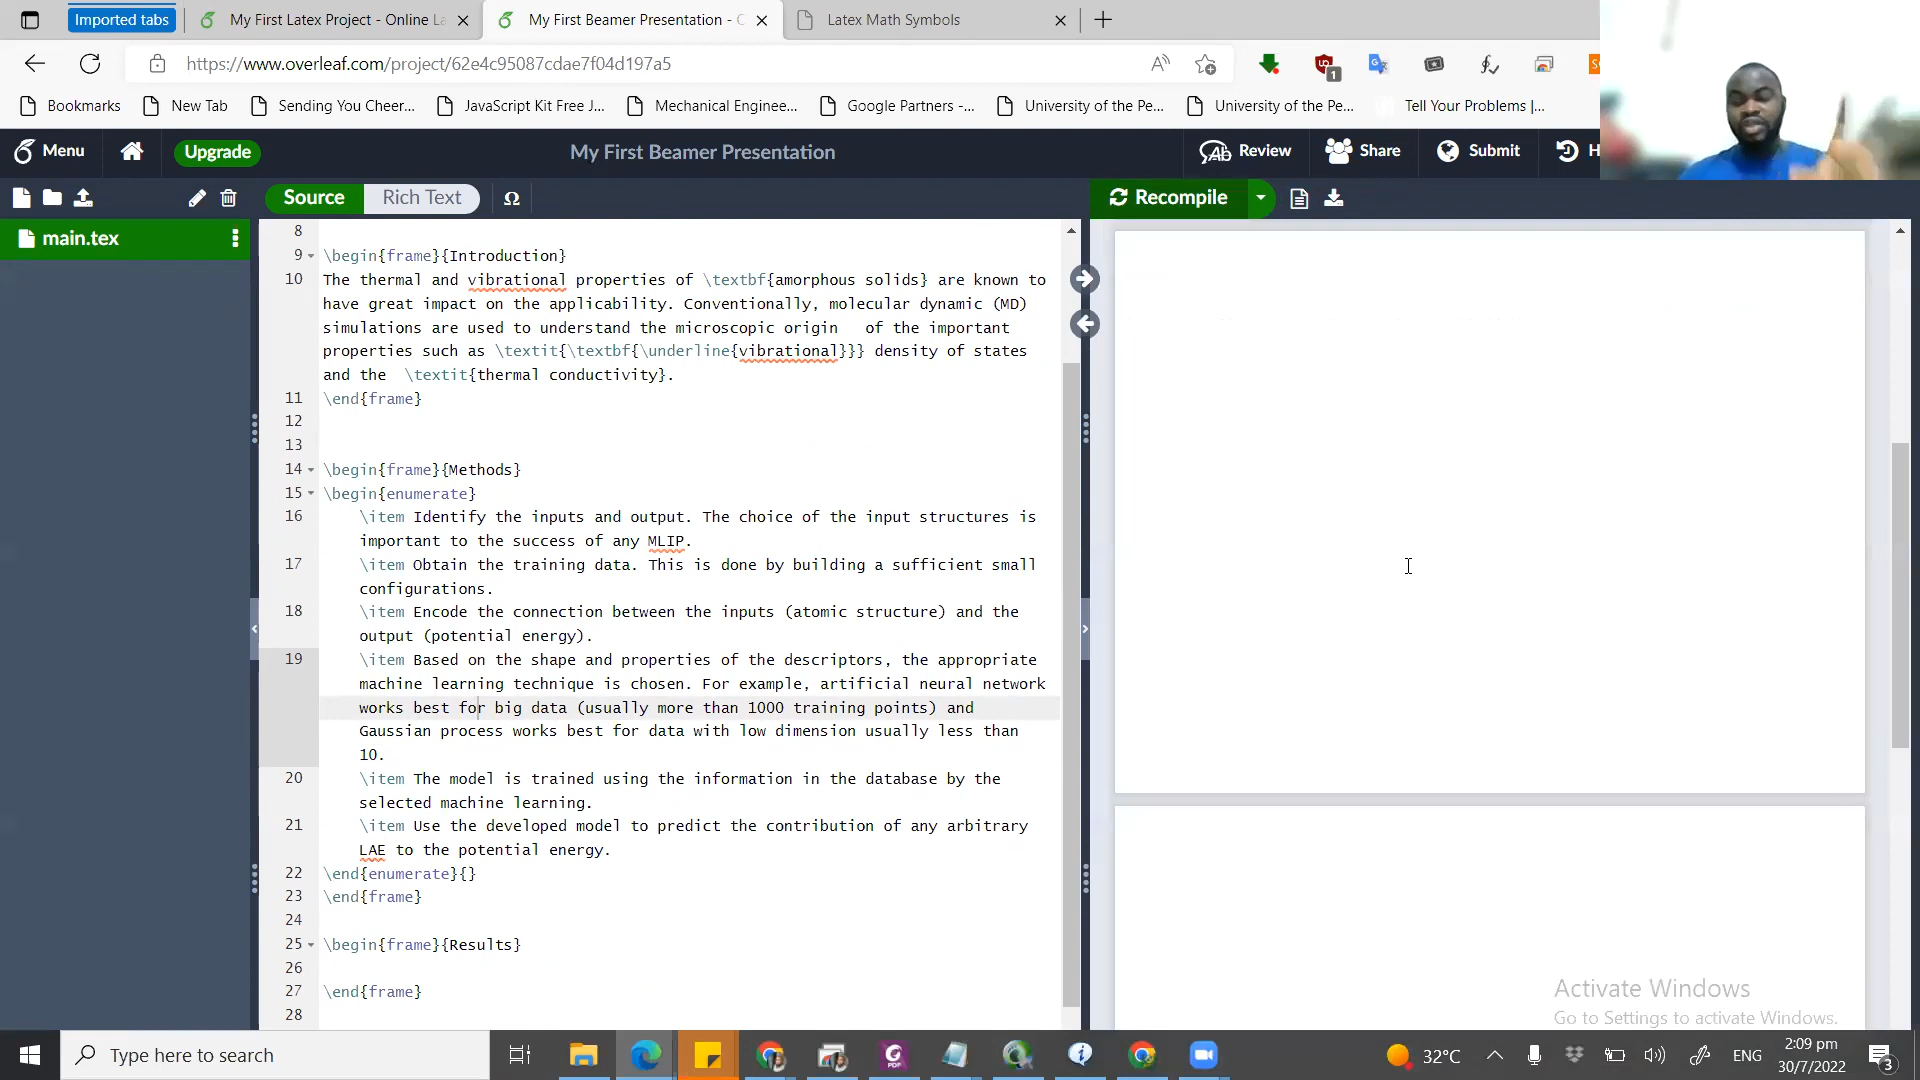 Imported tabs
My First Latex Project - Online La
My First Beamer Presentation - O
Latex Math Symbols
https://www.overleaf.com/project/62e4c95087cdae7f04d197a5
Bookmarks
New Tab
Sending You Cheer...
JavaScript Kit Free J...
Mechanical Enginee...
Google Partners -...
University of the Pe...
University of the Pe...
Tell Your Problems |...
Menu
Upgrade
My First Beamer Presentation
Review
Share
Submit
H
Source
Rich Text
Ω
Recompile
main.tex
8
9 \begin{frame}{Introduction}
10 The thermal and vibrational properties of \textbf{amorphous solids} are known to
have great impact on the applicability. Conventionally, molecular dynamic (MD)
simulations are used to understand the microscopic origin of the important
properties such as \textit{\textbf{\underline{vibrational}}} density of states
and the \textit{thermal conductivity}.
11 \end{frame}
12
13
14 \begin{frame}{Methods}
15 \begin{enumerate}
16 \item Identify the inputs and output. The choice of the input structures is
important to the success of any MLIP.
17 \item Obtain the training data. This is done by building a sufficient small
configurations.
18 \item Encode the connection between the inputs (atomic structure) and the
output (potential energy).
19 \item Based on the shape and properties of the descriptors, the appropriate
machine learning technique is chosen. For example, artificial neural network
works best for big data (usually more than 1000 training points) and
Gaussian process works best for data with low dimension usually less than
10.
20 \item The model is trained using the information in the database by the
selected machine learning.
21 \item Use the developed model to predict the contribution of any arbitrary
LAE to the potential energy.
22 \end{enumerate}{}
23 \end{frame}
24
25 \begin{frame}{Results}
26
27 \end{frame}
28
Activate Windows
Go to Settings to activate Windows.
Type here to search
32°C
ENG
2:09 pm
30/7/2022
3